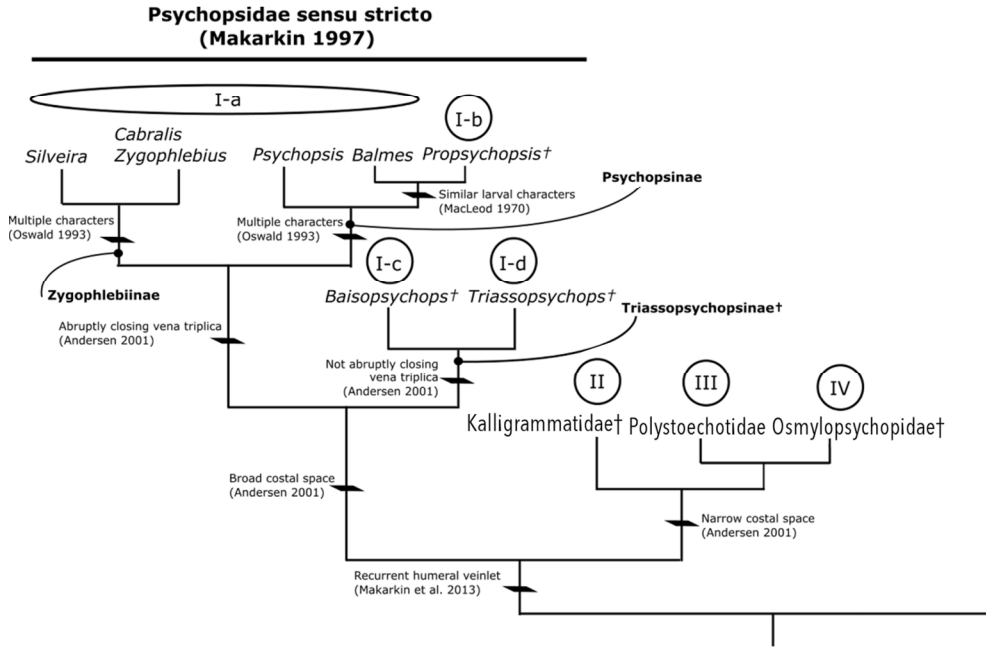 Psychopsidae sensu stricto
(Makarkin 1997)
I-a
I-b
Cabralis
Silveira Zygophlebius Psychopsis Balmes Propsychopsis†
Psychopsinae
Similar larval characters
(MacLeod 1970)
Multiple characters
(Oswald 1993)
Multiple characters
(Oswald 1993)
I-c
I-d
Zygophlebiinae
Baisopsychops† Triassopsychops†
Triassopsychopsinae†
Abruptly closing vena triplica
(Andersen 2001)
Not abruptly closing
vena triplica
(Andersen 2001)
II
III
IV
Kalligrammatidae† Polystoechotidae Osmylopsychopidae†
Broad costal space
(Andersen 2001)
Narrow costal space
(Andersen 2001)
Recurrent humeral veinlet
(Makarkin et al. 2013)